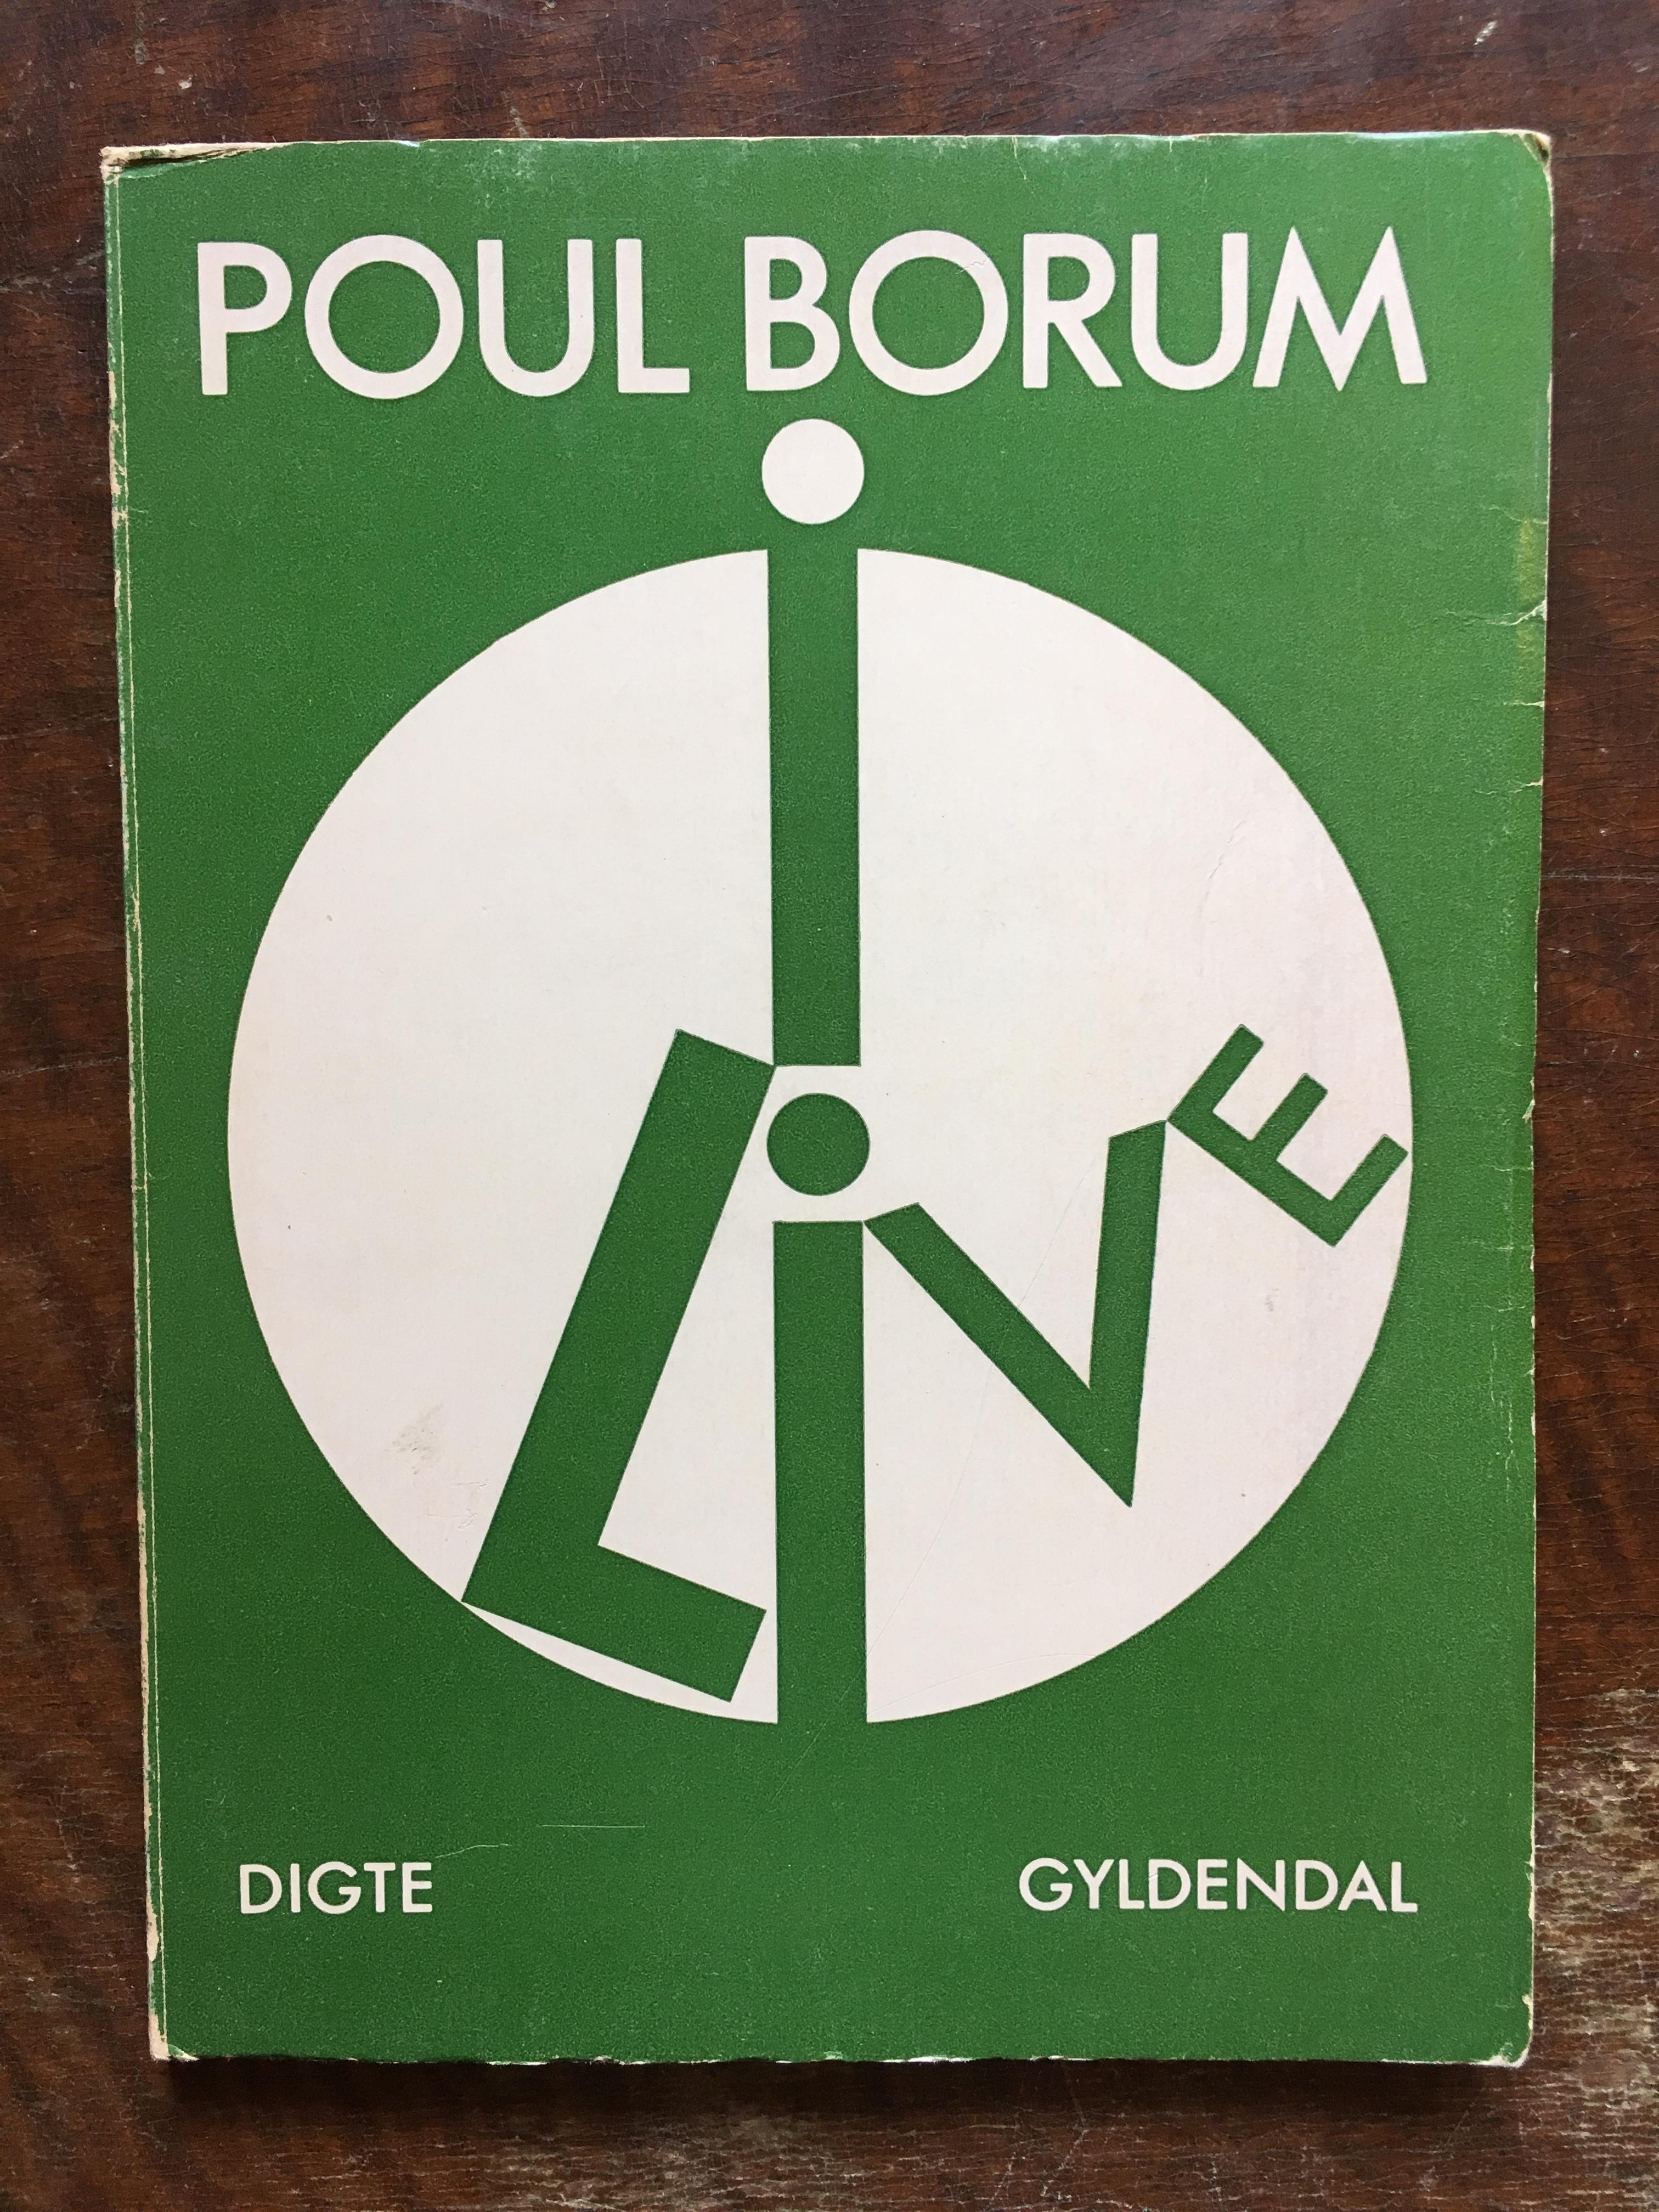 POUL BORUM
i
LiVE
DIGTE
GYLDENDAL